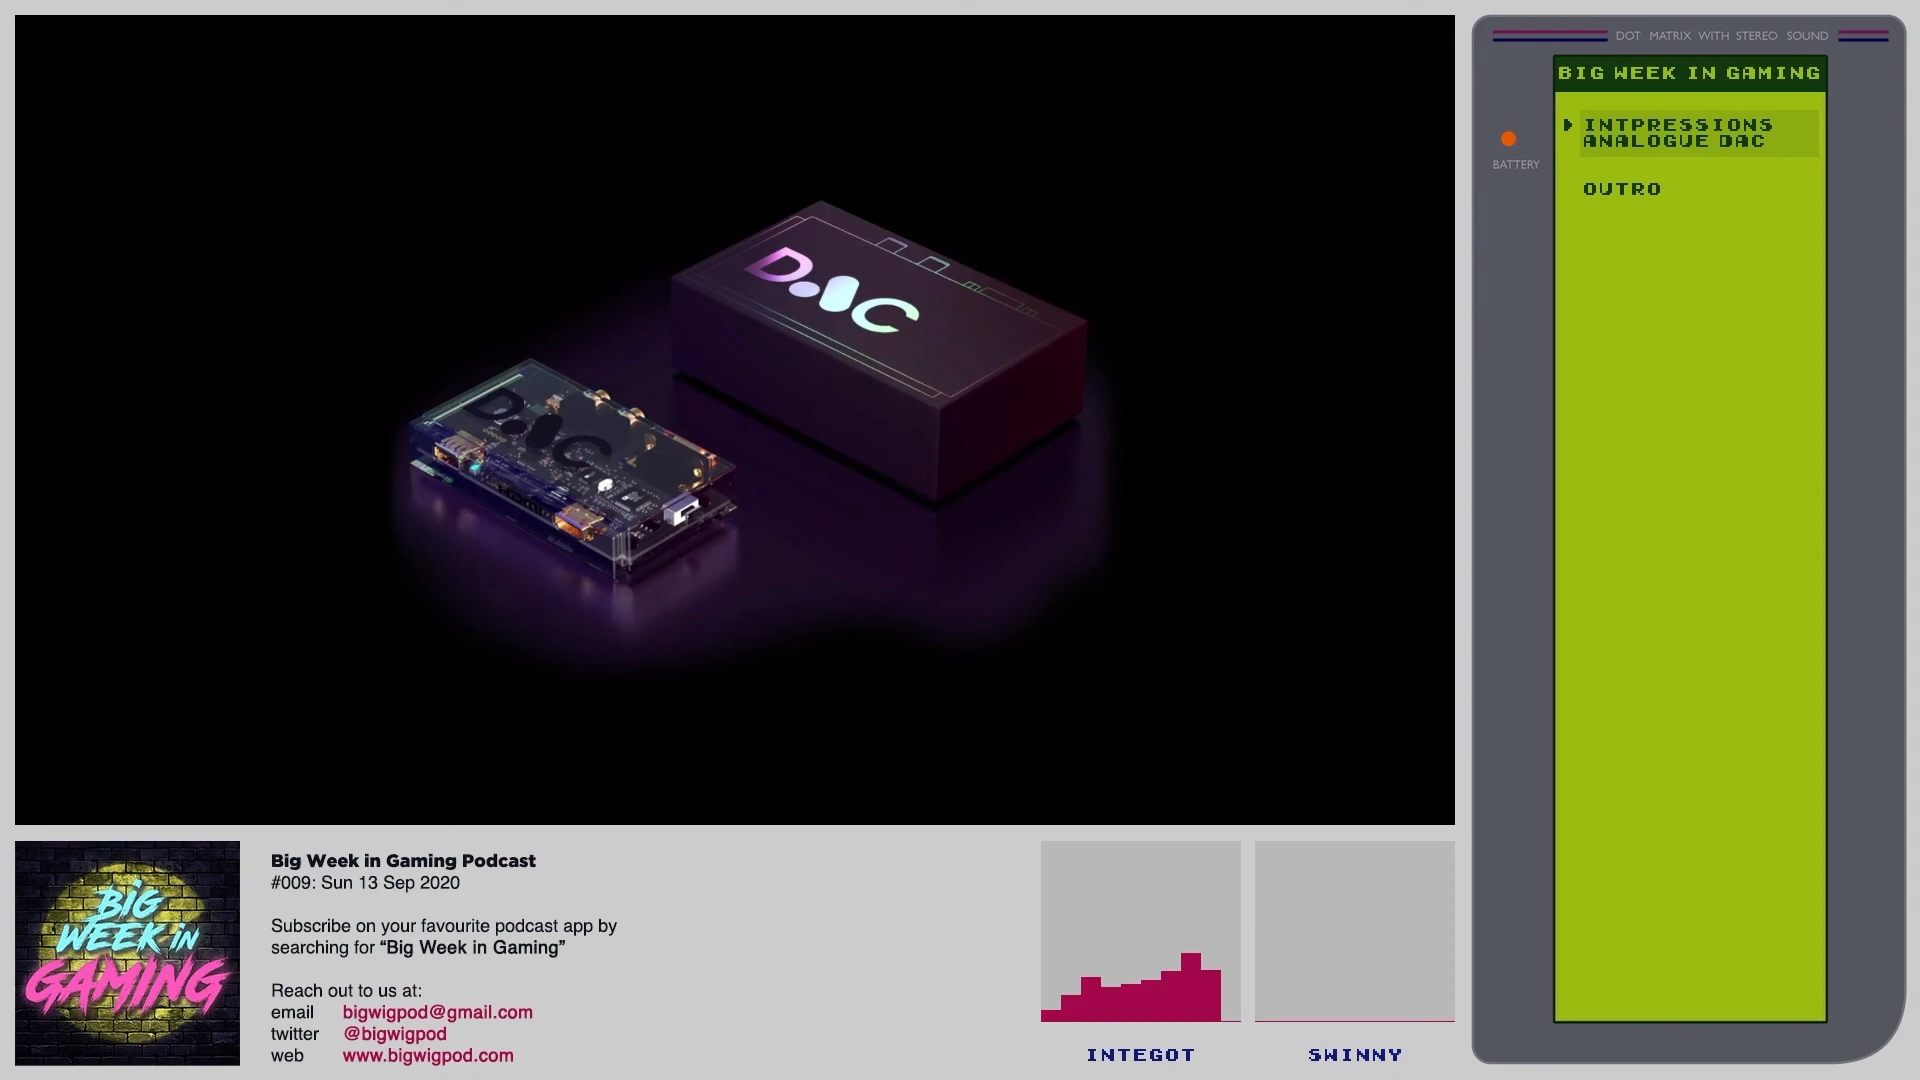 DOT MATRIX WITH STEREO SOUND
BIG WEEK IN GAMING
INTPRESSIONS
ANALOGUE DAC
OUTRO
BATTERY
DAC
DAC
BIG
WEEK IN
GAMING
Big Week in Gaming Podcast
#009: Sun 13 Sep 2020
Subscribe on your favourite podcast app by
searching for “Big Week in Gaming”
Reach out to us at:
email bigwigpod@gmail.com
twitter @bigwigpod
web www.bigwigpod.com
INTEGOT
SWINNY